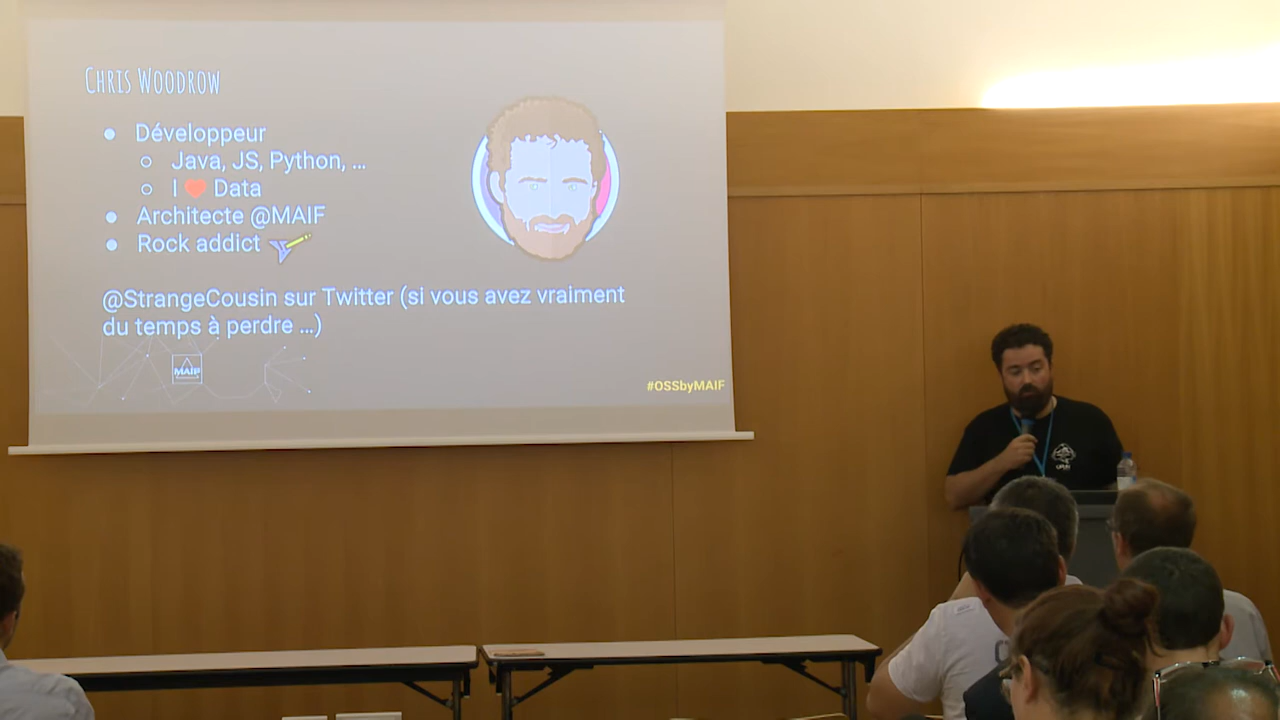 Chris Woodrow
● Développeur
○ Java, JS, Python, ...
○ I ❤ Data
● Architecte @MAIF
● Rock addict
@StrangeCousin sur Twitter (si vous avez vraiment
du temps à perdre ...)
MAIF
#OSSbyMAIF